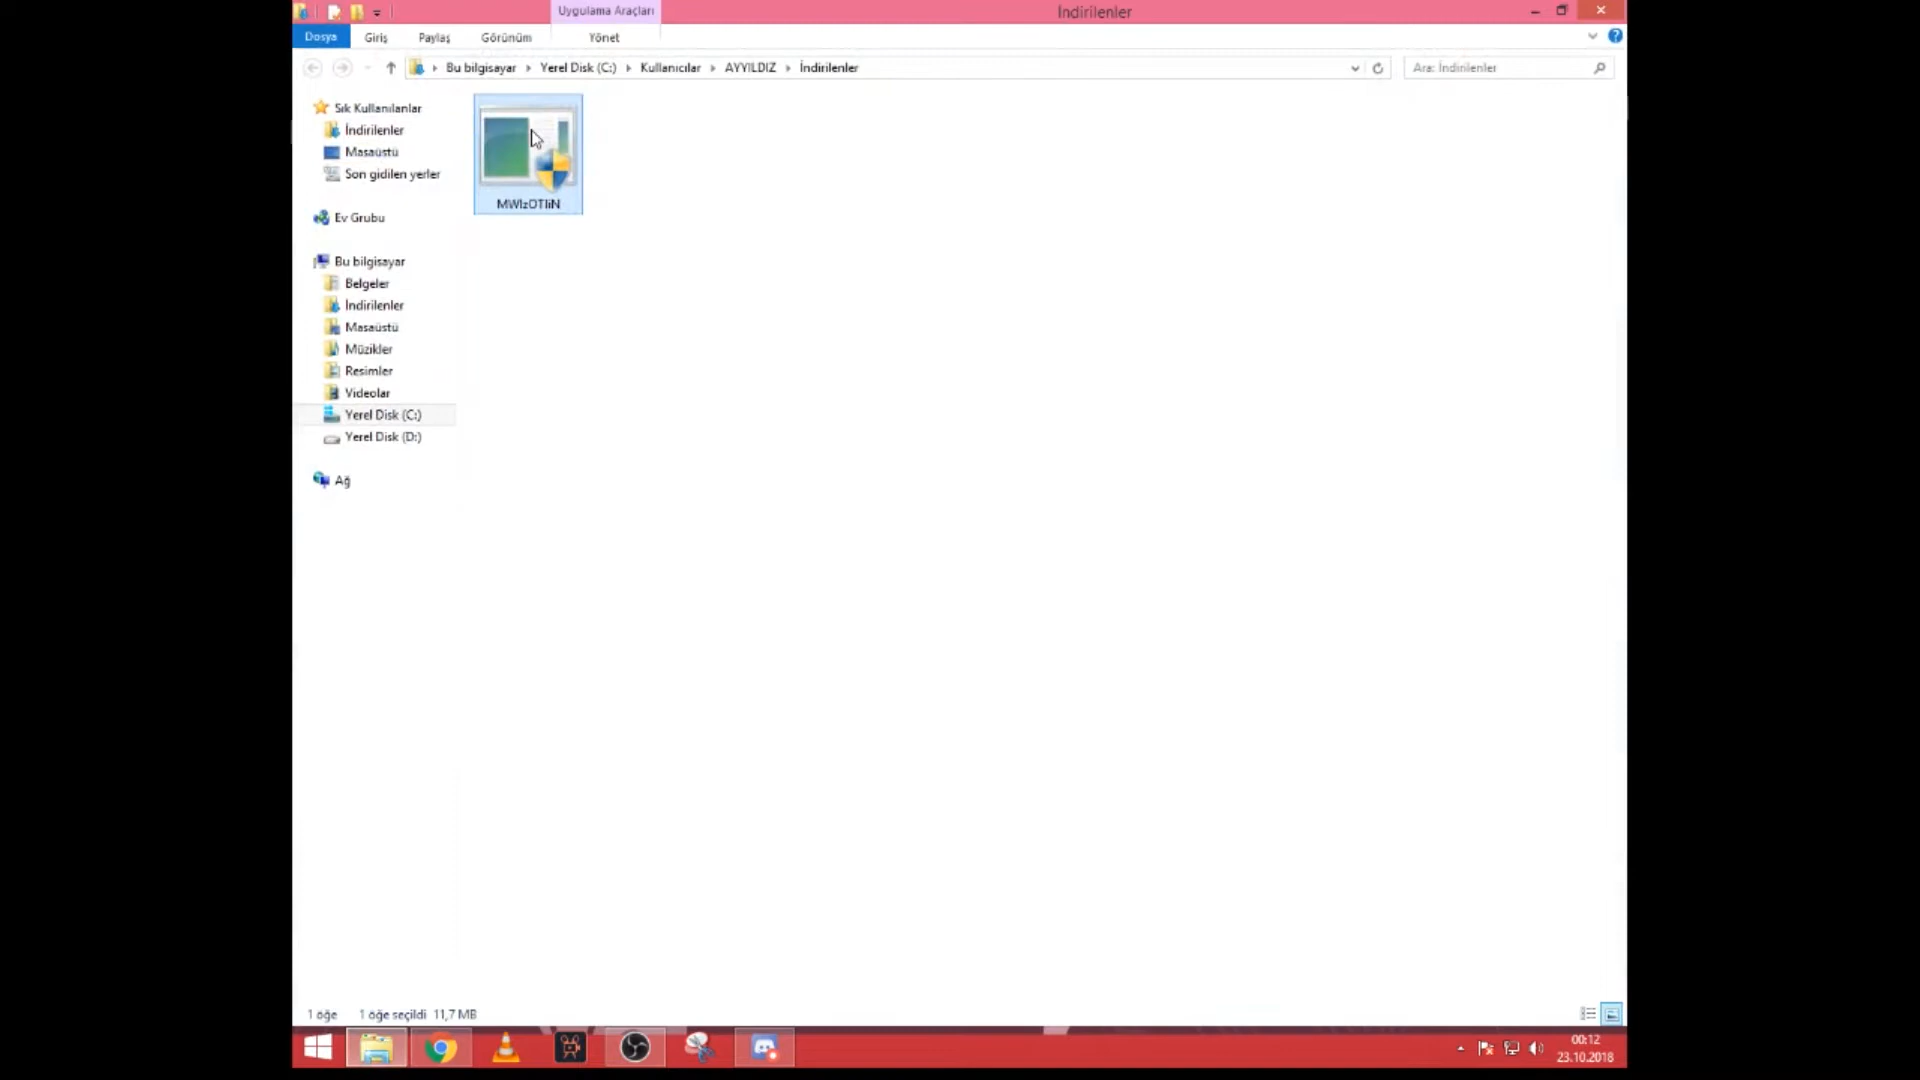 Uygulama Araçları
İndirilenler
Dosya
Giriş
Paylaş
Görünüm
Yönet
Bu bilgisayar
Yerel Disk (C:)
Kullanıcılar
AYYILDIZ
İndirilenler
Ara: İndirilenler
Sık Kullanılanlar
İndirilenler
Masaüstü
Son gidilen yerler
Ev Grubu
Bu bilgisayar
Belgeler
İndirilenler
Masaüstü
Müzikler
Resimler
Videolar
Yerel Disk (C:)
Yerel Disk (D:)
Ağ
1 öğe
1 öğe seçildi 11,7 MB
00:12
23.10.2018